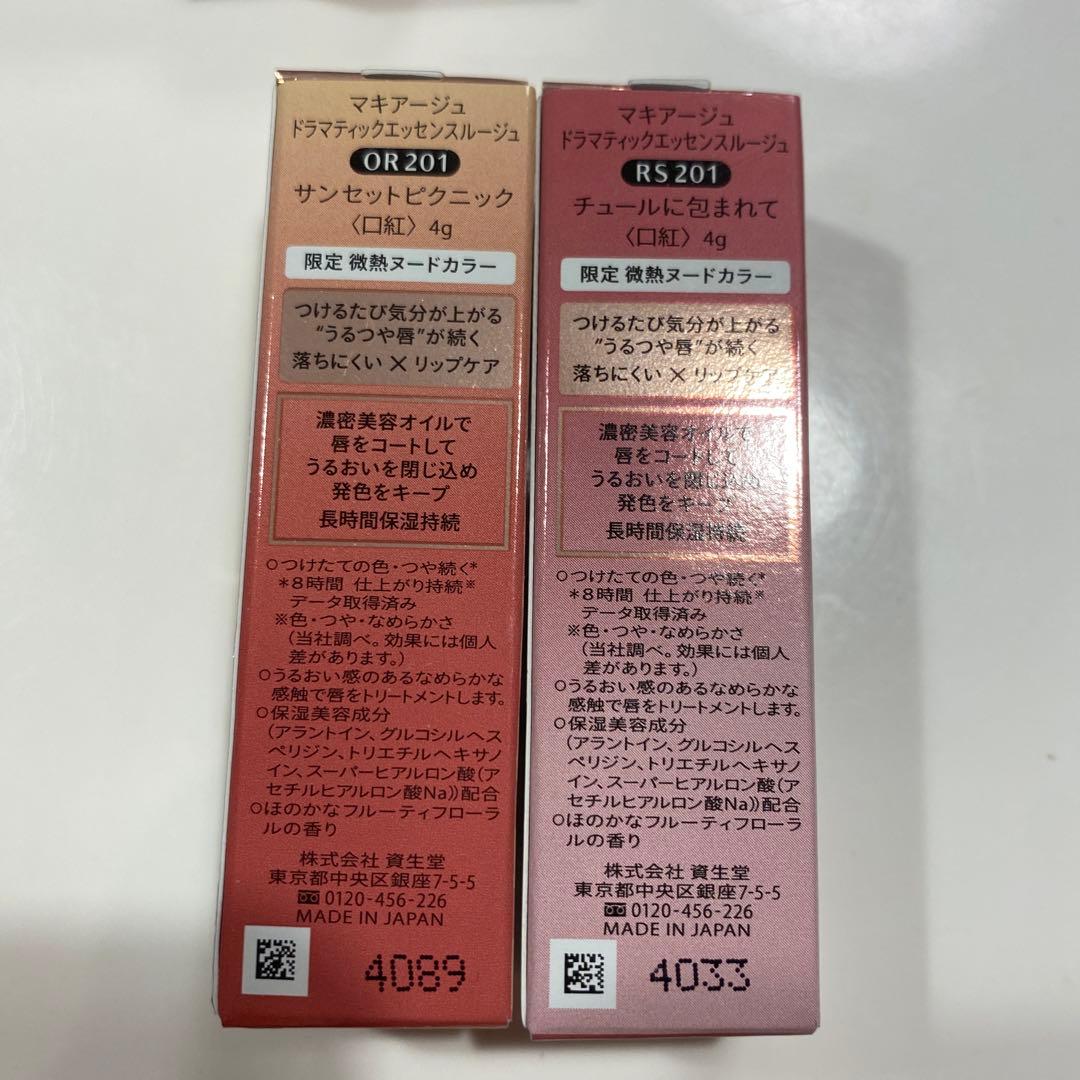 マキアージュ
ドラマティックエッセンスルージュ
OR 201
サンセットピクニック
〈口紅〉 4g
限定 微熱ヌードカラー
つけるたび気分が上がる
“うるつや唇”が続く
落ちにくい × リップケア
濃密美容オイルで
唇をコートして
うるおいを閉じ込め
発色をキープ
長時間保湿持続
○つけたての色・つや続く*
*8時間 仕上がり持続※
データ取得済み
※色・つや・なめらかさ
（当社調べ。効果には個人
差があります。）
○うるおい感のあるなめらかな
感触で唇をトリートメントします。
○保湿美容成分
（アラントイン、グルコシルヘス
ペリジン、トリエチルヘキサノ
イン、スーパーヒアルロン酸（ア
セチルヒアルロン酸Na））配合
○ほのかなフルーティフローラ
ルの香り
株式会社 資生堂
東京都中央区銀座7-5-5
0120-456-226
MADE IN JAPAN
4089
マキアージュ
ドラマティックエッセンスルージュ
RS 201
チュールに包まれて
〈口紅〉 4g
限定 微熱ヌードカラー
つけるたび気分が上がる
“うるつや唇”が続く
落ちにくい × リップケア
濃密美容オイルで
唇をコートして
うるおいを閉じ込め
発色をキープ
長時間保湿持続
○つけたての色・つや続く*
*8時間 仕上がり持続※
データ取得済み
※色・つや・なめらかさ
（当社調べ。効果には個人
差があります。）
○うるおい感のあるなめらかな
感触で唇をトリートメントします。
○保湿美容成分
（アラントイン、グルコシルヘス
ペリジン、トリエチルヘキサノ
イン、スーパーヒアルロン酸（ア
セチルヒアルロン酸Na））配合
○ほのかなフルーティフローラ
ルの香り
株式会社 資生堂
東京都中央区銀座7-5-5
0120-456-226
MADE IN JAPAN
4033